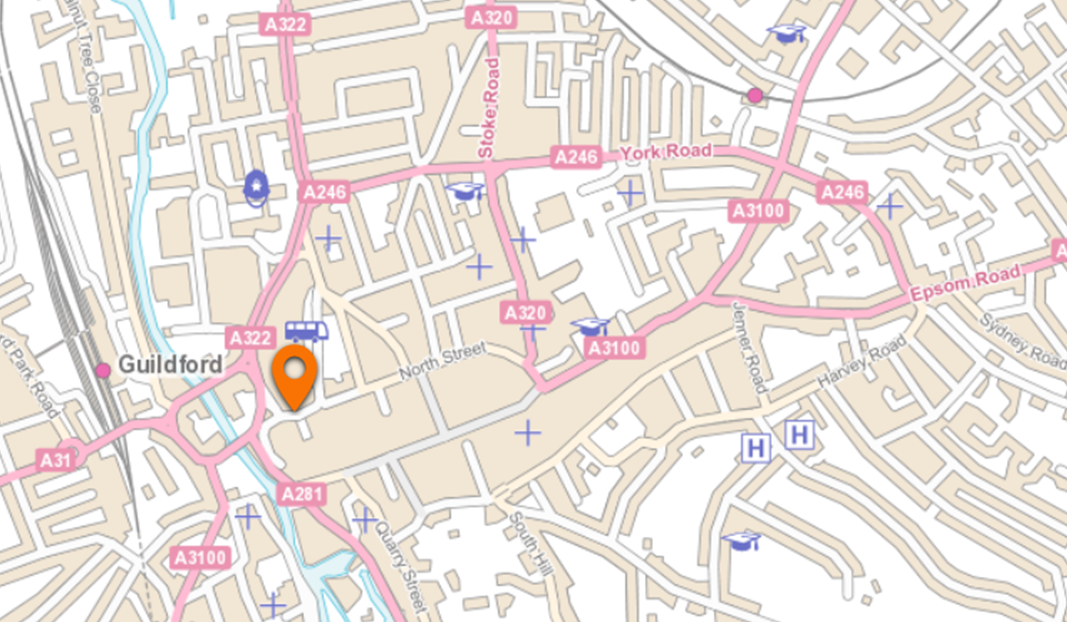 A322
A320
Walnut Tree Close
Stoke Road
A246
York Road
A246
A246
A3100
Epsom Road
A320
A322
A3100
Jenner Road
Sydney Road
North Street
Harvey Road
Guildford
Park Road
A31
A281
South Hill
Quarry Street
A3100
H
H